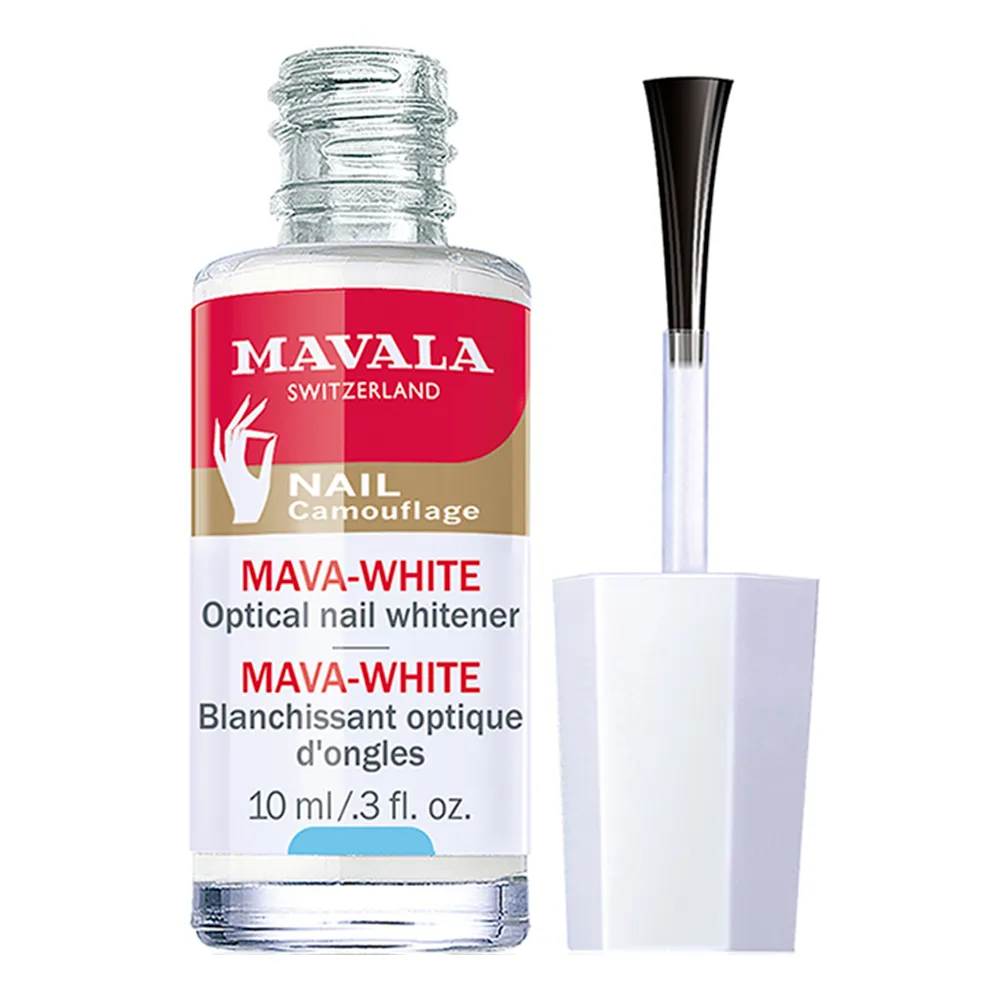 MAVALA
SWITZERLAND
NAIL
Camouflage
MAVA-WHITE
Optical nail whitener
MAVA-WHITE
Blanchissant optique
d'ongles
10 ml/.3 fl. oz.